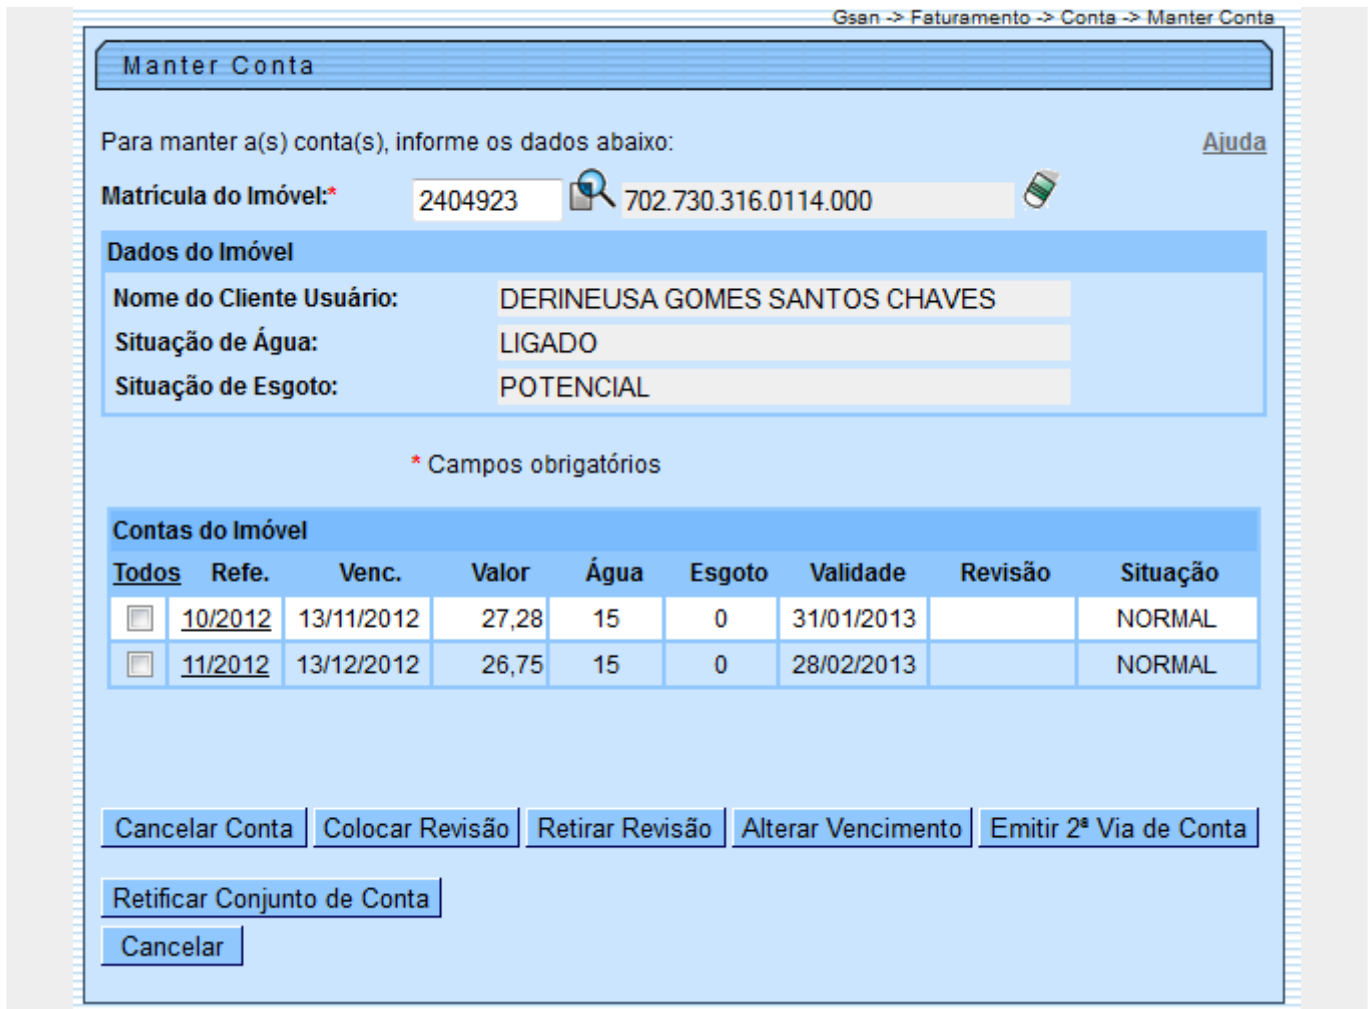 Gsan -> Faturamento -> Conta -> Manter Conta
Manter Conta
Para manter a(s) conta(s), informe os dados abaixo: Ajuda
Matrícula do Imóvel:* 2404923 702.730.316.0114.000
Dados do Imóvel
Nome do Cliente Usuário: DERINEUSA GOMES SANTOS CHAVES
Situação de Água: LIGADO
Situação de Esgoto: POTENCIAL
* Campos obrigatórios
Contas do Imóvel
Todos Refe. Venc. Valor Água Esgoto Validade Revisão Situação
10/2012 13/11/2012 27,28 15 0 31/01/2013 NORMAL
11/2012 13/12/2012 26,75 15 0 28/02/2013 NORMAL
Cancelar Conta Colocar Revisão Retirar Revisão Alterar Vencimento Emitir 2ª Via de Conta
Retificar Conjunto de Conta
Cancelar